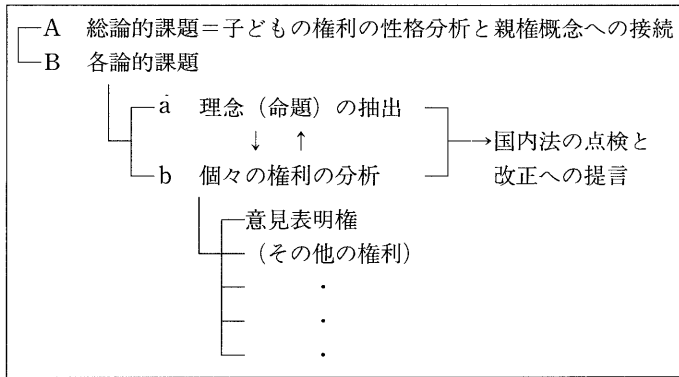 A 総論的課題＝子どもの権利の性格分析と親権概念への接続
B 各論的課題
a 理念（命題）の抽出
↓ ↑ →国内法の点検と
b 個々の権利の分析 改正への提言
意見表明権
（その他の権利）
・
・
・